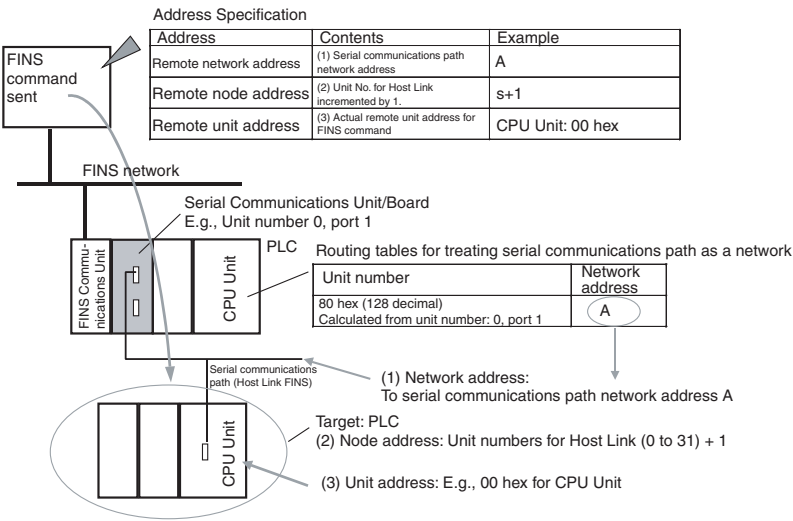 Address Specification
Address Contents Example
Remote network address (1) Serial communications path network address A
Remote node address (2) Unit No. for Host Link incremented by 1. s+1
Remote unit address (3) Actual remote unit address for FINS command CPU Unit: 00 hex
FINS
command
sent
FINS network
Serial Communications Unit/Board
E.g., Unit number 0, port 1
PLC
FINS Commu-
nications Unit
CPU Unit
Routing tables for treating serial communications path as a network
Unit number Network address
80 hex (128 decimal)
Calculated from unit number: 0, port 1
A
Serial communications
path (Host Link FINS)
(1) Network address:
To serial communications path network address A
Target: PLC
(2) Node address: Unit numbers for Host Link (0 to 31) + 1
CPU Unit
(3) Unit address: E.g., 00 hex for CPU Unit